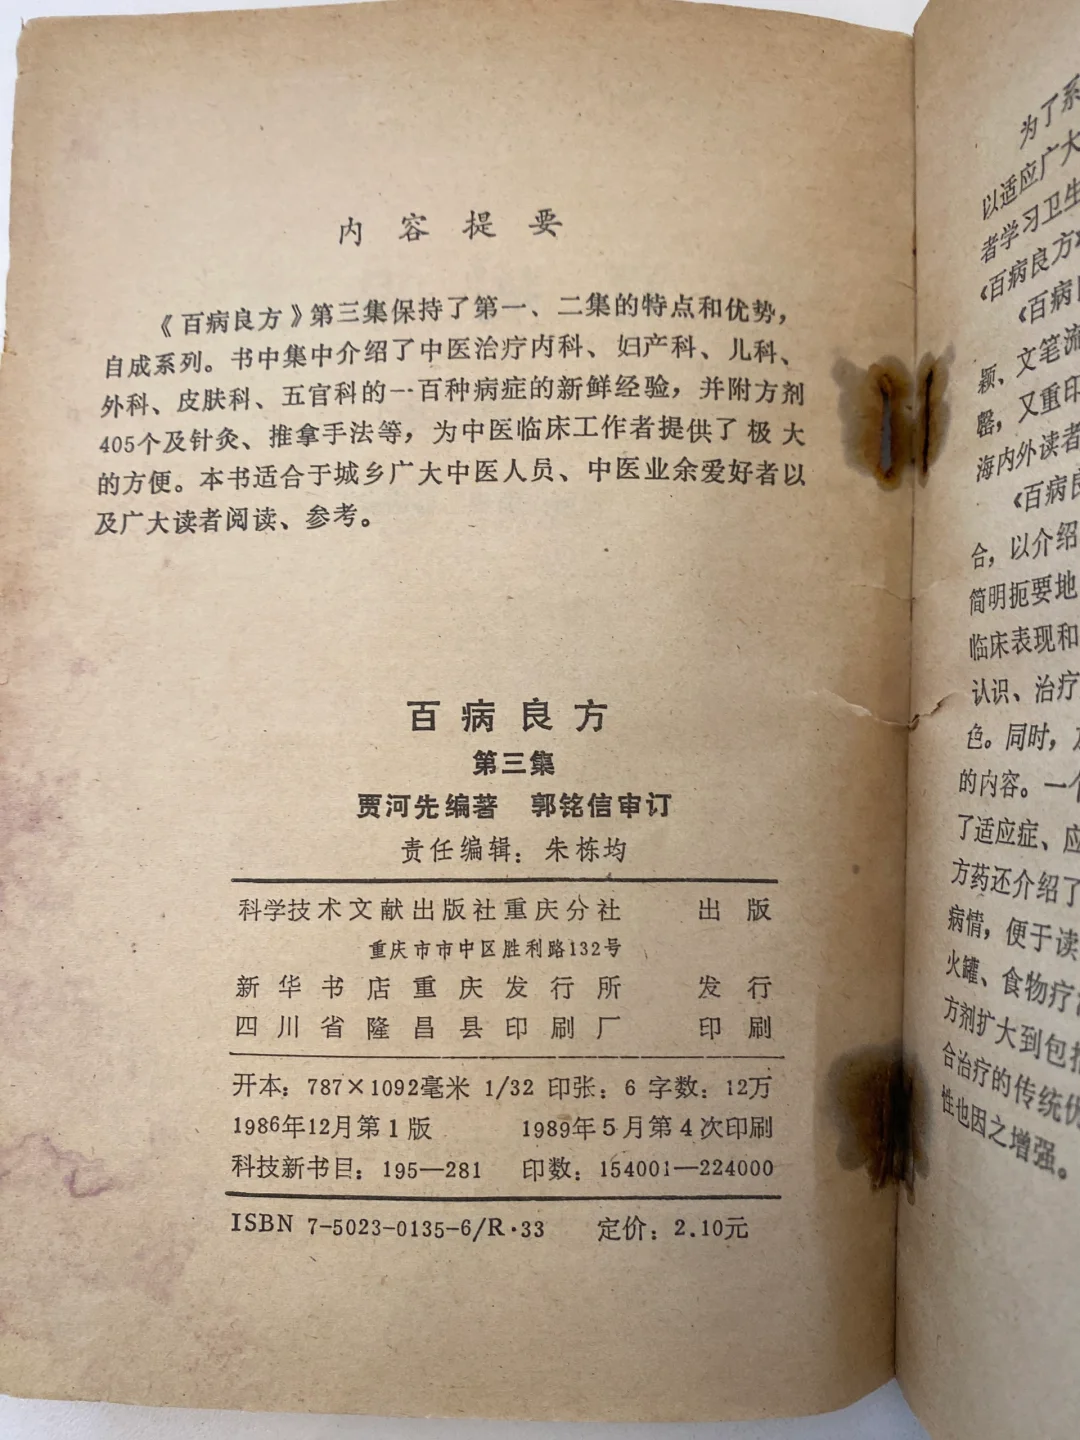 内容提要
《百病良方》第三集保持了第一、二集的特点和优势，
自成系列。书中集中介绍了中医治疗内科、妇产科、儿科、
外科、皮肤科、五官科的一百种病症的新鲜经验，并附方剂
405个及针灸、推拿手法等，为中医临床工作者提供了极大
的方便。本书适合于城乡广大中医人员、中医业余爱好者以
及广大读者阅读、参考。
百病良方
第三集
贾河先编著 郭铭信审订
责任编辑：朱栋均
科学技术文献出版社重庆分社 出版
重庆市市中区胜利路132号
新华书店重庆发行所 发行
四川省隆昌县印刷厂 印刷
开本：787×1092毫米 1/32 印张：6 字数：12万
1986年12月第1版 1989年5月第4次印刷
科技新书目：195—281 印数：154001—224000
ISBN 7-5023-0135-6/R·33 定价：2.10元
为了系
以适应广大
者学习卫生
《百病良方》
《百病
颖、文笔流
罄，又重印
海内外读者
《百病良
合，以介绍
简明扼要地
临床表现和
认识、治疗
色。同时，
的内容。一个
了适应症、应
方药还介绍了
病情，便于读
火罐、食物疗
方剂扩大到包括
合治疗的传统优
性也因之增强。